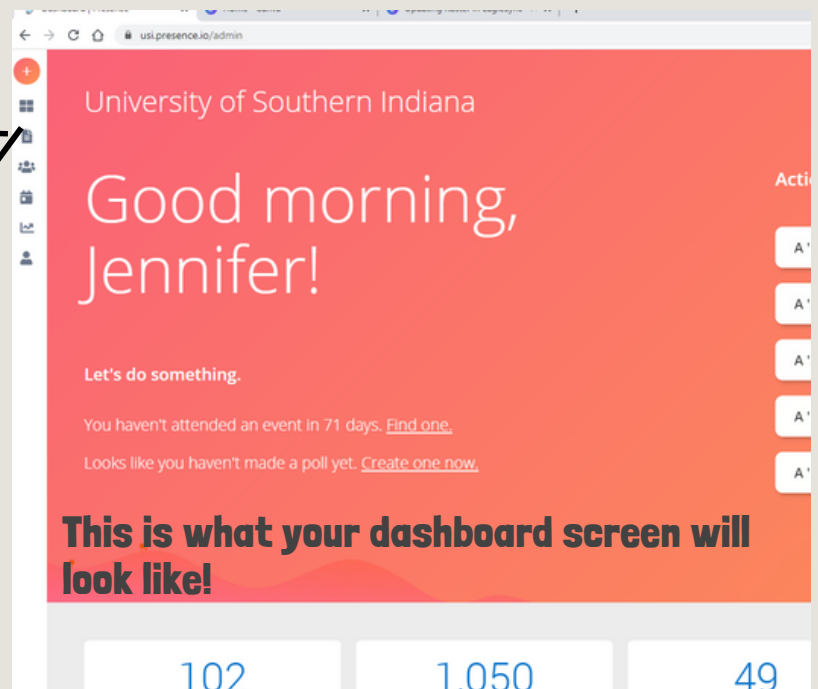 usi.presence.io/admin
University of Southern Indiana
Good morning,
Jennifer!
Acti
A '
A '
A '
A '
A '
Let's do something.
You haven't attended an event in 71 days. Find one.
Looks like you haven't made a poll yet. Create one now.
This is what your dashboard screen will
look like!
102 1,050 49